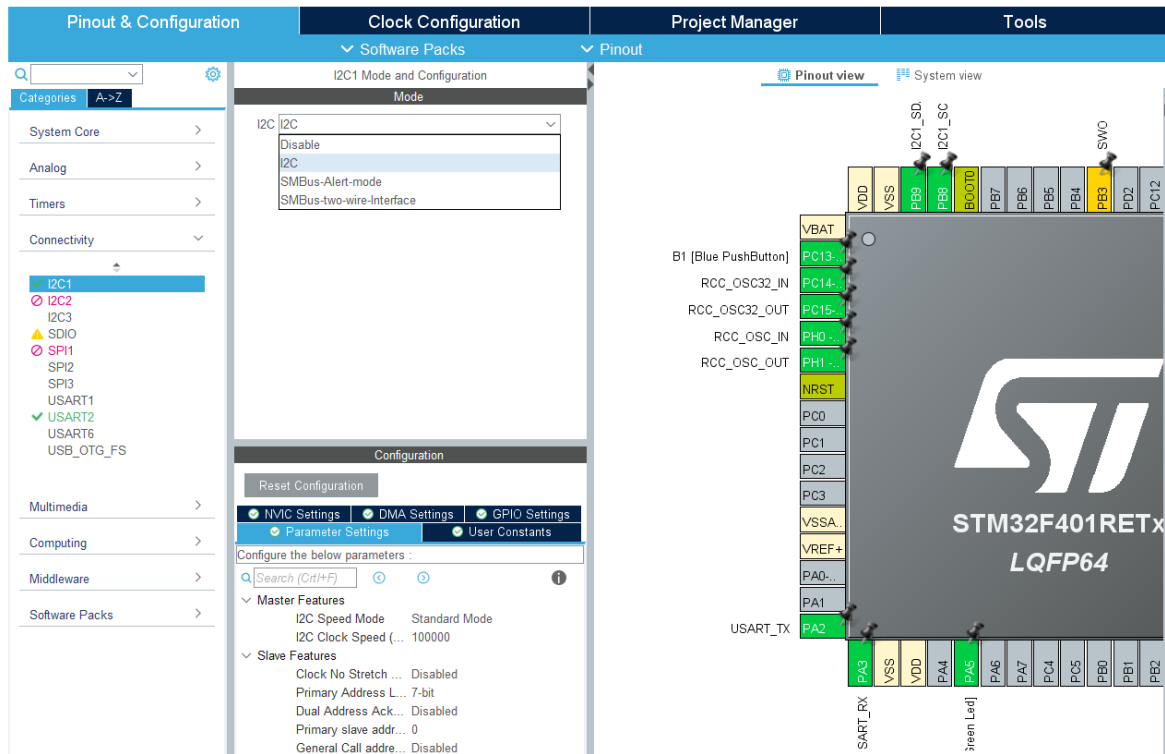 Pinout & Configuration
Clock Configuration
Project Manager
Tools
Software Packs
Pinout
Categories
A->Z
System Core
Analog
Timers
Connectivity
I2C1
I2C2
I2C3
SDIO
SPI1
SPI2
SPI3
USART1
USART2
USART6
USB_OTG_FS
Multimedia
Computing
Middleware
Software Packs
I2C1 Mode and Configuration
Mode
I2C I2C
Disable
I2C
SMBus-Alert-mode
SMBus-two-wire-Interface
Configuration
Reset Configuration
NVIC Settings
DMA Settings
GPIO Settings
Parameter Settings
User Constants
Configure the below parameters :
Search (Crtl+F)
Master Features
I2C Speed Mode Standard Mode
I2C Clock Speed (... 100000
Slave Features
Clock No Stretch ... Disabled
Primary Address L... 7-bit
Dual Address Ack... Disabled
Primary slave addr... 0
General Call addre... Disabled
Pinout view
System view
I2C1_SD.
I2C1_SC
SWO
VDD
VSS
PB9
PB8
BOOT0
PB7
PB6
PB5
PB4
PB3
PD2
PC12
VBAT
B1 [Blue PushButton] PC13-..
RCC_OSC32_IN PC14-..
RCC_OSC32_OUT PC15-..
RCC_OSC_IN PH0 -..
RCC_OSC_OUT PH1 -..
NRST
PC0
PC1
PC2
PC3
VSSA..
VREF+
PA0-..
PA1
USART_TX PA2
ST
STM32F401RETx
LQFP64
PA3
VSS
VDD
PA4
PA5
PA6
PA7
PC4
PC5
PB0
PB1
PB2
SART_RX
Green Led]